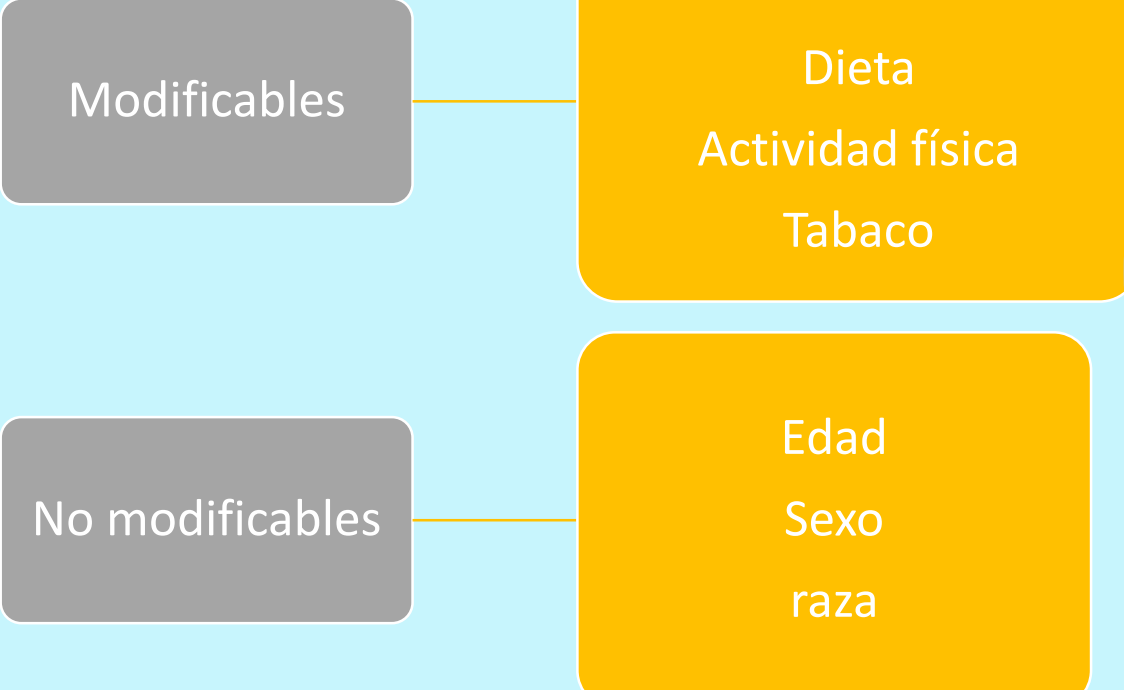 Modificables
Dieta
Actividad física
Tabaco
No modificables
Edad
Sexo
raza